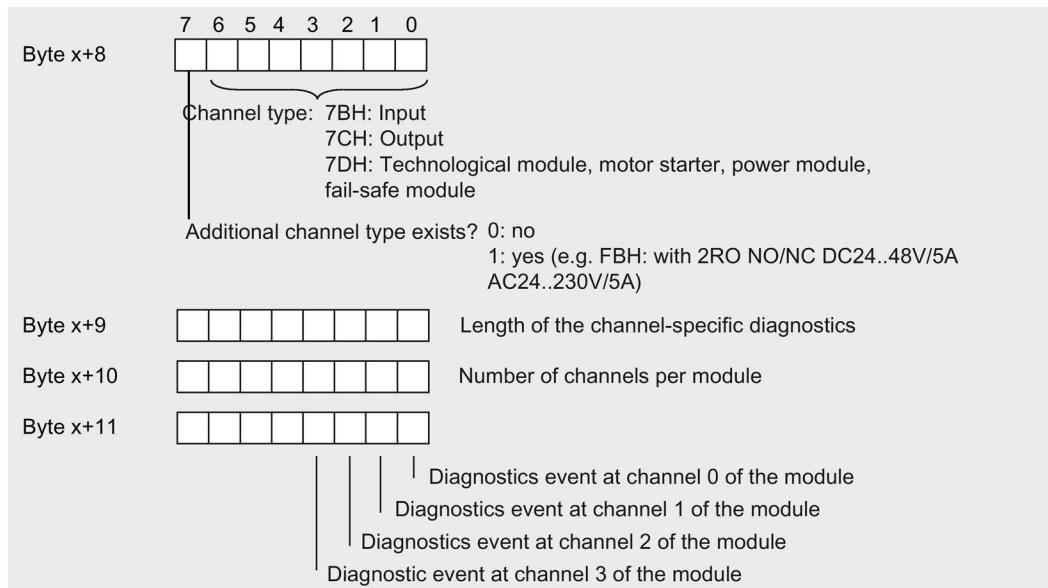 7 6 5 4 3 2 1 0
Byte x+8
Channel type: 7BH: Input
7CH: Output
7DH: Technological module, motor starter, power module,
fail-safe module
Additional channel type exists? 0: no
1: yes (e.g. FBH: with 2RO NO/NC DC24..48V/5A
AC24..230V/5A)
Byte x+9 Length of the channel-specific diagnostics
Byte x+10 Number of channels per module
Byte x+11
Diagnostics event at channel 0 of the module
Diagnostics event at channel 1 of the module
Diagnostics event at channel 2 of the module
Diagnostic event at channel 3 of the module